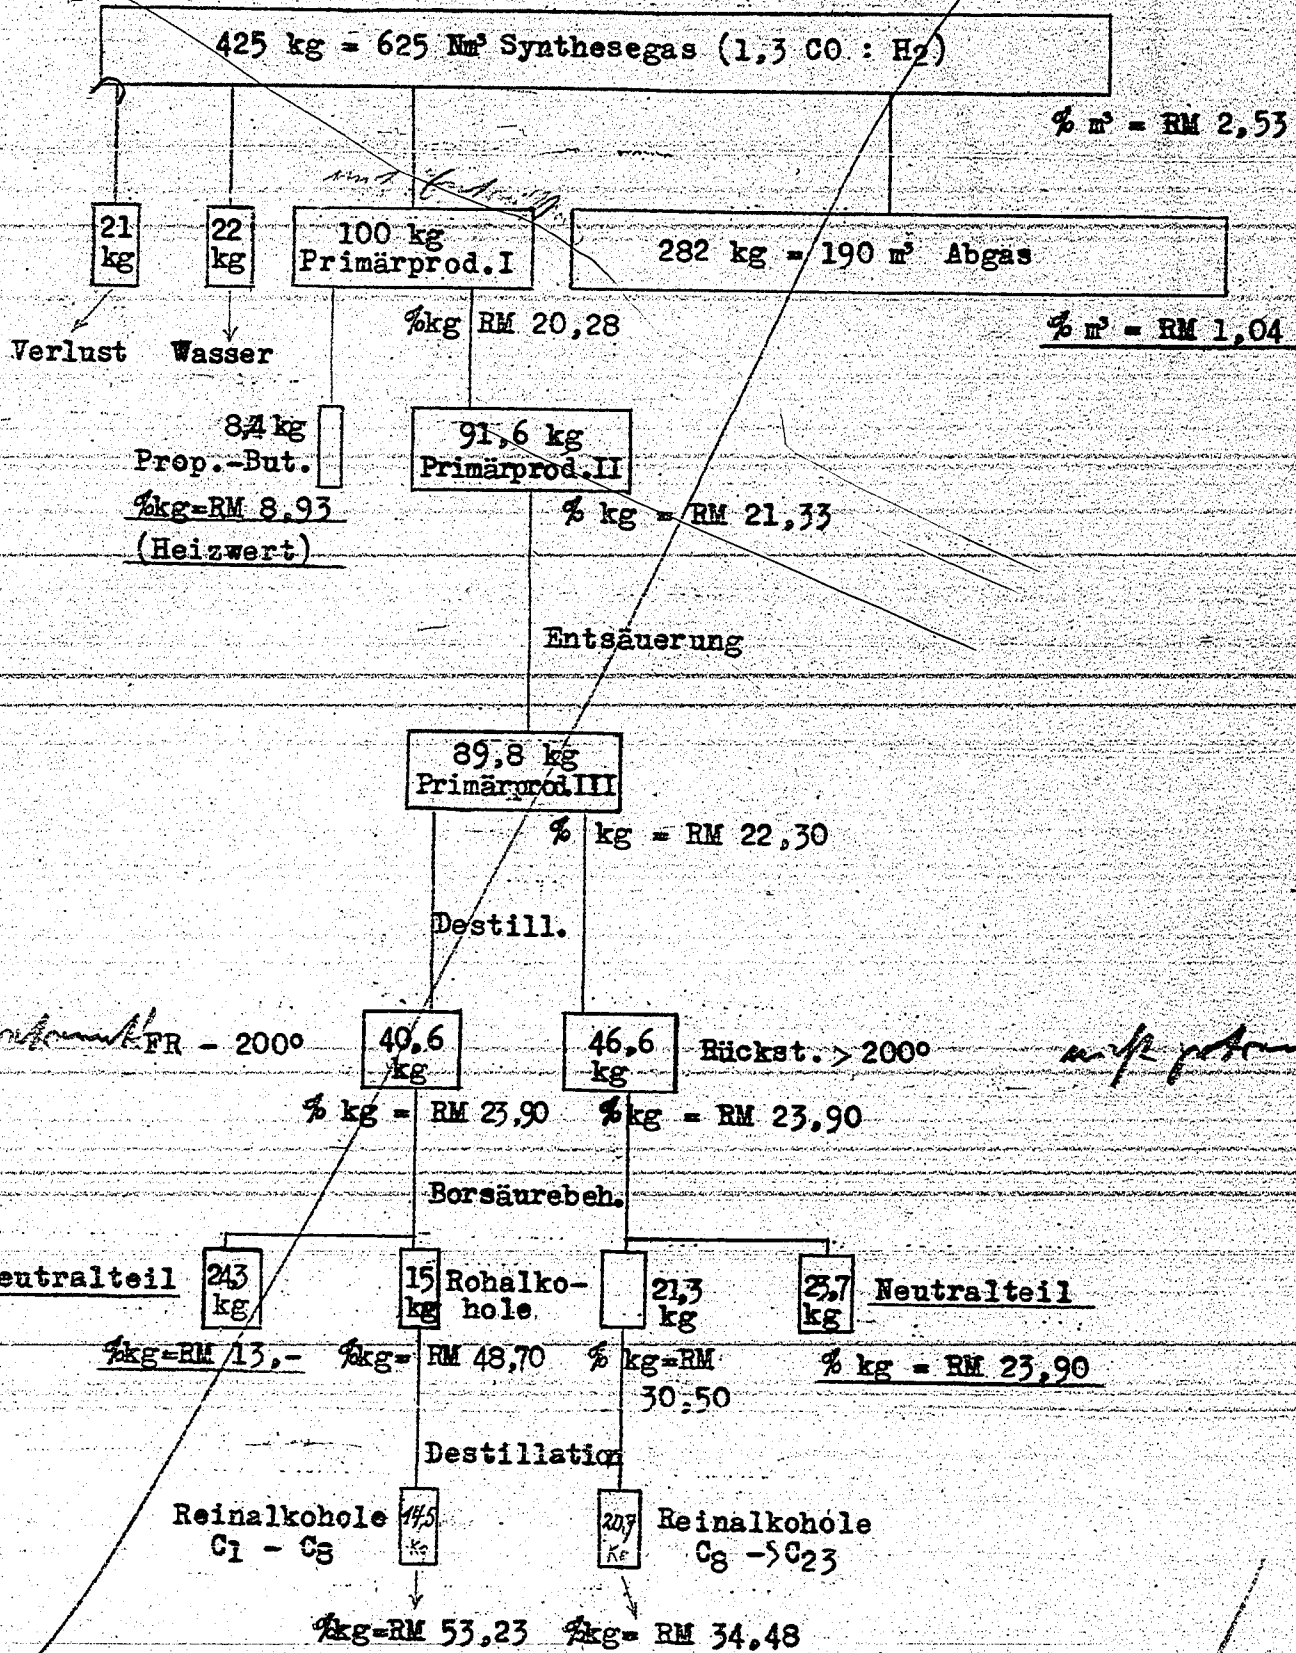 425 kg = 625 Nm³ Synthesegas (1,3 CO : H2)
% m³ = RM 2,53
21 kg
22 kg
100 kg
Primärprod.I
282 kg = 190 m³ Abgas
%kg RM 20,28
% m³ = RM 1,04
Verlust
Wasser
8,4 kg
Prop.-But.
%kg=RM 8,93
(Heizwert)
91,6 kg
Primärprod.II
% kg = RM 21,33
Entsäuerung
89,8 kg
Primärprod.III
% kg = RM 22,30
Destill.
FR - 200°
40,6 kg
46,6 kg
Rückst. > 200°
% kg = RM 23,90
% kg = RM 23,90
Borsäurebeh.
eutralteil
24,3 kg
15 kg
Rohalko-
hole
21,3 kg
23,7 kg
Neutralteil
%kg=RM 13,-
%kg= RM 48,70
% kg=RM
30,50
% kg = RM 23,90
Destillation
Reinalkohole
C1 - C8
14,5 kg
20,7 kg
Reinalkohole
C8 ->C23
%kg=RM 53,23
%kg= RM 34,48